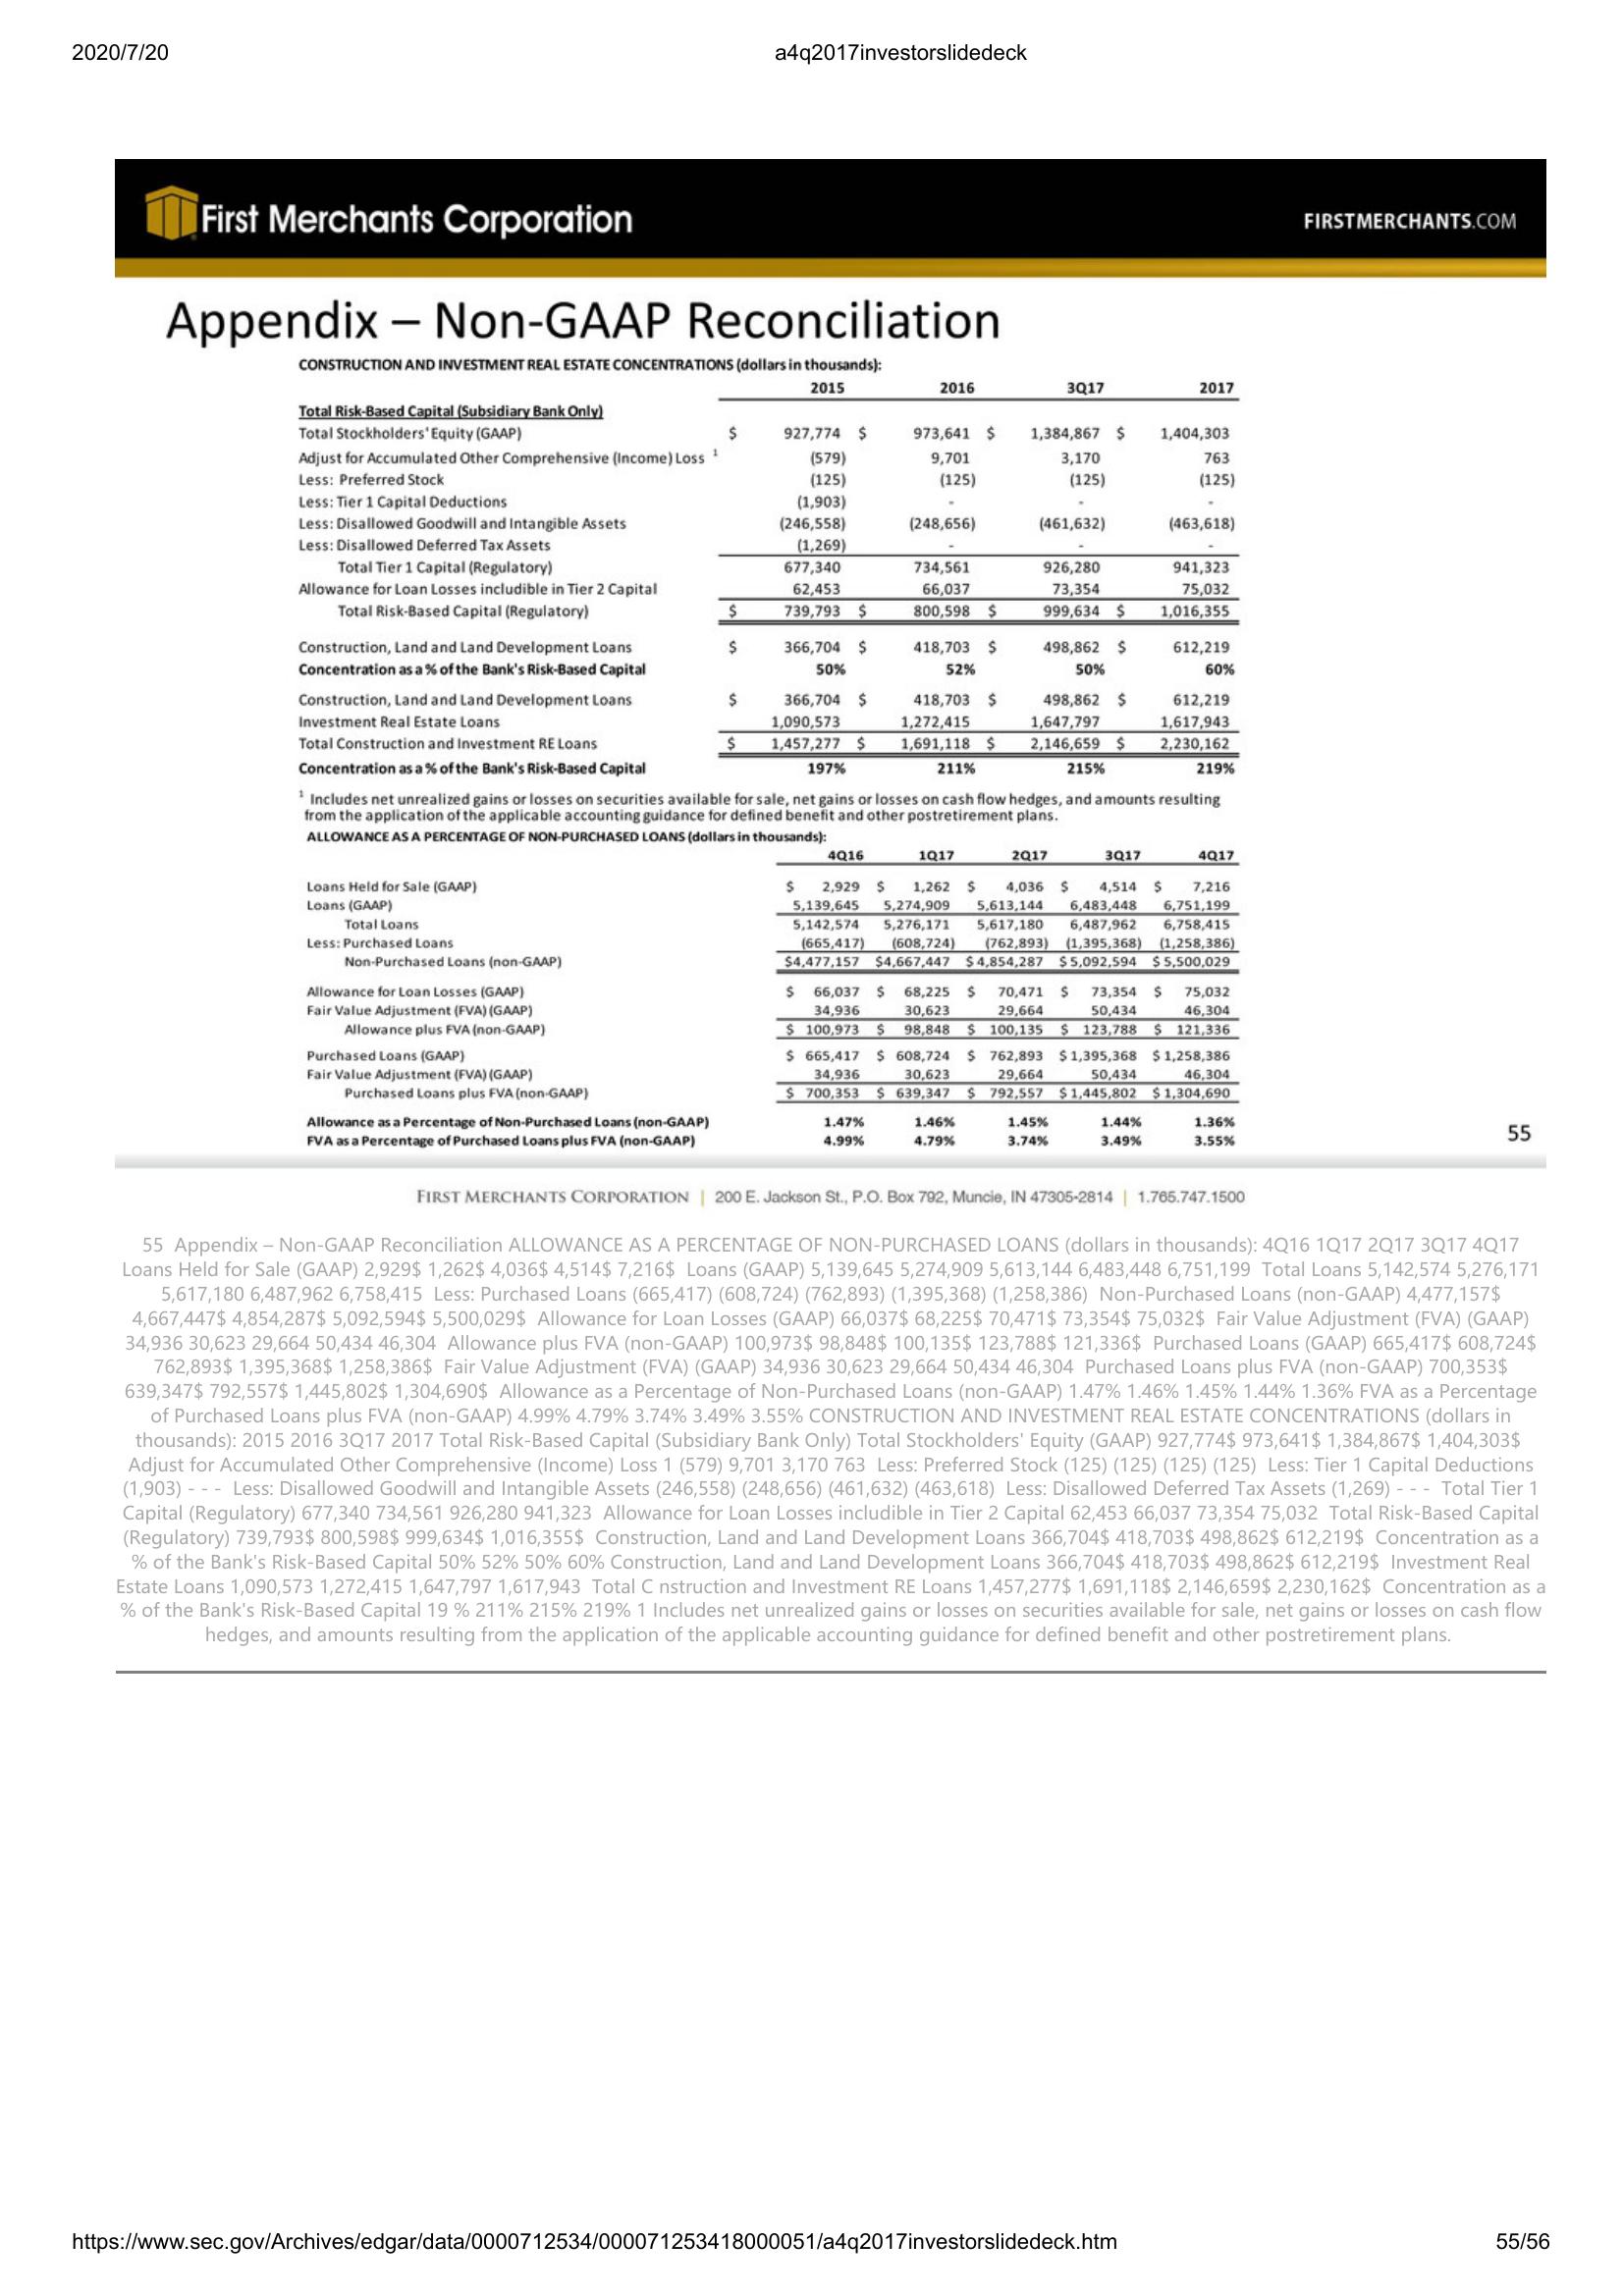 2020/7/20 a4q2017investorslidedeck
First Merchants Corporation FIRSTMERCHANTS.COM
Appendix – Non-GAAP Reconciliation
CONSTRUCTION AND INVESTMENT REAL ESTATE CONCENTRATIONS (dollars in thousands):
2015 2016 3Q17 2017
Total Risk-Based Capital (Subsidiary Bank Only)
Total Stockholders' Equity (GAAP) $ 927,774 $ 973,641 $ 1,384,867 $ 1,404,303
Adjust for Accumulated Other Comprehensive (Income) Loss 1 (579) 9,701 3,170 763
Less: Preferred Stock (125) (125) (125) (125)
Less: Tier 1 Capital Deductions (1,903) - - -
Less: Disallowed Goodwill and Intangible Assets (246,558) (248,656) (461,632) (463,618)
Less: Disallowed Deferred Tax Assets (1,269) - - -
Total Tier 1 Capital (Regulatory) 677,340 734,561 926,280 941,323
Allowance for Loan Losses includible in Tier 2 Capital 62,453 66,037 73,354 75,032
Total Risk-Based Capital (Regulatory) $ 739,793 $ 800,598 $ 999,634 $ 1,016,355
Construction, Land and Land Development Loans $ 366,704 $ 418,703 $ 498,862 $ 612,219
Concentration as a % of the Bank's Risk-Based Capital 50% 52% 50% 60%
Construction, Land and Land Development Loans $ 366,704 $ 418,703 $ 498,862 $ 612,219
Investment Real Estate Loans 1,090,573 1,272,415 1,647,797 1,617,943
Total Construction and Investment RE Loans $ 1,457,277 $ 1,691,118 $ 2,146,659 $ 2,230,162
Concentration as a % of the Bank's Risk-Based Capital 197% 211% 215% 219%
1 Includes net unrealized gains or losses on securities available for sale, net gains or losses on cash flow hedges, and amounts resulting
from the application of the applicable accounting guidance for defined benefit and other postretirement plans.
ALLOWANCE AS A PERCENTAGE OF NON-PURCHASED LOANS (dollars in thousands):
4Q16 1Q17 2Q17 3Q17 4Q17
Loans Held for Sale (GAAP) $ 2,929 $ 1,262 $ 4,036 $ 4,514 $ 7,216
Loans (GAAP) 5,139,645 5,274,909 5,613,144 6,483,448 6,751,199
Total Loans 5,142,574 5,276,171 5,617,180 6,487,962 6,758,415
Less: Purchased Loans (665,417) (608,724) (762,893) (1,395,368) (1,258,386)
Non-Purchased Loans (non-GAAP) $4,477,157 $4,667,447 $ 4,854,287 $ 5,092,594 $ 5,500,029
Allowance for Loan Losses (GAAP) $ 66,037 $ 68,225 $ 70,471 $ 73,354 $ 75,032
Fair Value Adjustment (FVA) (GAAP) 34,936 30,623 29,664 50,434 46,304
Allowance plus FVA (non-GAAP) $ 100,973 $ 98,848 $ 100,135 $ 123,788 $ 121,336
Purchased Loans (GAAP) $ 665,417 $ 608,724 $ 762,893 $ 1,395,368 $ 1,258,386
Fair Value Adjustment (FVA) (GAAP) 34,936 30,623 29,664 50,434 46,304
Purchased Loans plus FVA (non-GAAP) $ 700,353 $ 639,347 $ 792,557 $ 1,445,802 $ 1,304,690
Allowance as a Percentage of Non-Purchased Loans (non-GAAP) 1.47% 1.46% 1.45% 1.44% 1.36%
FVA as a Percentage of Purchased Loans plus FVA (non-GAAP) 4.99% 4.79% 3.74% 3.49% 3.55%
55
FIRST MERCHANTS CORPORATION | 200 E. Jackson St., P.O. Box 792, Muncie, IN 47305-2814 | 1.765.747.1500
55 Appendix – Non-GAAP Reconciliation ALLOWANCE AS A PERCENTAGE OF NON-PURCHASED LOANS (dollars in thousands): 4Q16 1Q17 2Q17 3Q17 4Q17
Loans Held for Sale (GAAP) 2,929$ 1,262$ 4,036$ 4,514$ 7,216$ Loans (GAAP) 5,139,645 5,274,909 5,613,144 6,483,448 6,751,199 Total Loans 5,142,574 5,276,171
5,617,180 6,487,962 6,758,415 Less: Purchased Loans (665,417) (608,724) (762,893) (1,395,368) (1,258,386) Non-Purchased Loans (non-GAAP) 4,477,157$
4,667,447$ 4,854,287$ 5,092,594$ 5,500,029$ Allowance for Loan Losses (GAAP) 66,037$ 68,225$ 70,471$ 73,354$ 75,032$ Fair Value Adjustment (FVA) (GAAP)
34,936 30,623 29,664 50,434 46,304 Allowance plus FVA (non-GAAP) 100,973$ 98,848$ 100,135$ 123,788$ 121,336$ Purchased Loans (GAAP) 665,417$ 608,724$
762,893$ 1,395,368$ 1,258,386$ Fair Value Adjustment (FVA) (GAAP) 34,936 30,623 29,664 50,434 46,304 Purchased Loans plus FVA (non-GAAP) 700,353$
639,347$ 792,557$ 1,445,802$ 1,304,690$ Allowance as a Percentage of Non-Purchased Loans (non-GAAP) 1.47% 1.46% 1.45% 1.44% 1.36% FVA as a Percentage
of Purchased Loans plus FVA (non-GAAP) 4.99% 4.79% 3.74% 3.49% 3.55% CONSTRUCTION AND INVESTMENT REAL ESTATE CONCENTRATIONS (dollars in
thousands): 2015 2016 3Q17 2017 Total Risk-Based Capital (Subsidiary Bank Only) Total Stockholders' Equity (GAAP) 927,774$ 973,641$ 1,384,867$ 1,404,303$
Adjust for Accumulated Other Comprehensive (Income) Loss 1 (579) 9,701 3,170 763 Less: Preferred Stock (125) (125) (125) (125) Less: Tier 1 Capital Deductions
(1,903) - - - Less: Disallowed Goodwill and Intangible Assets (246,558) (248,656) (461,632) (463,618) Less: Disallowed Deferred Tax Assets (1,269) - - - Total Tier 1
Capital (Regulatory) 677,340 734,561 926,280 941,323 Allowance for Loan Losses includible in Tier 2 Capital 62,453 66,037 73,354 75,032 Total Risk-Based Capital
(Regulatory) 739,793$ 800,598$ 999,634$ 1,016,355$ Construction, Land and Land Development Loans 366,704$ 418,703$ 498,862$ 612,219$ Concentration as a
% of the Bank's Risk-Based Capital 50% 52% 50% 60% Construction, Land and Land Development Loans 366,704$ 418,703$ 498,862$ 612,219$ Investment Real
Estate Loans 1,090,573 1,272,415 1,647,797 1,617,943 Total C nstruction and Investment RE Loans 1,457,277$ 1,691,118$ 2,146,659$ 2,230,162$ Concentration as a
% of the Bank's Risk-Based Capital 19 % 211% 215% 219% 1 Includes net unrealized gains or losses on securities available for sale, net gains or losses on cash flow
hedges, and amounts resulting from the application of the applicable accounting guidance for defined benefit and other postretirement plans.
https://www.sec.gov/Archives/edgar/data/0000712534/000071253418000051/a4q2017investorslidedeck.htm 55/56